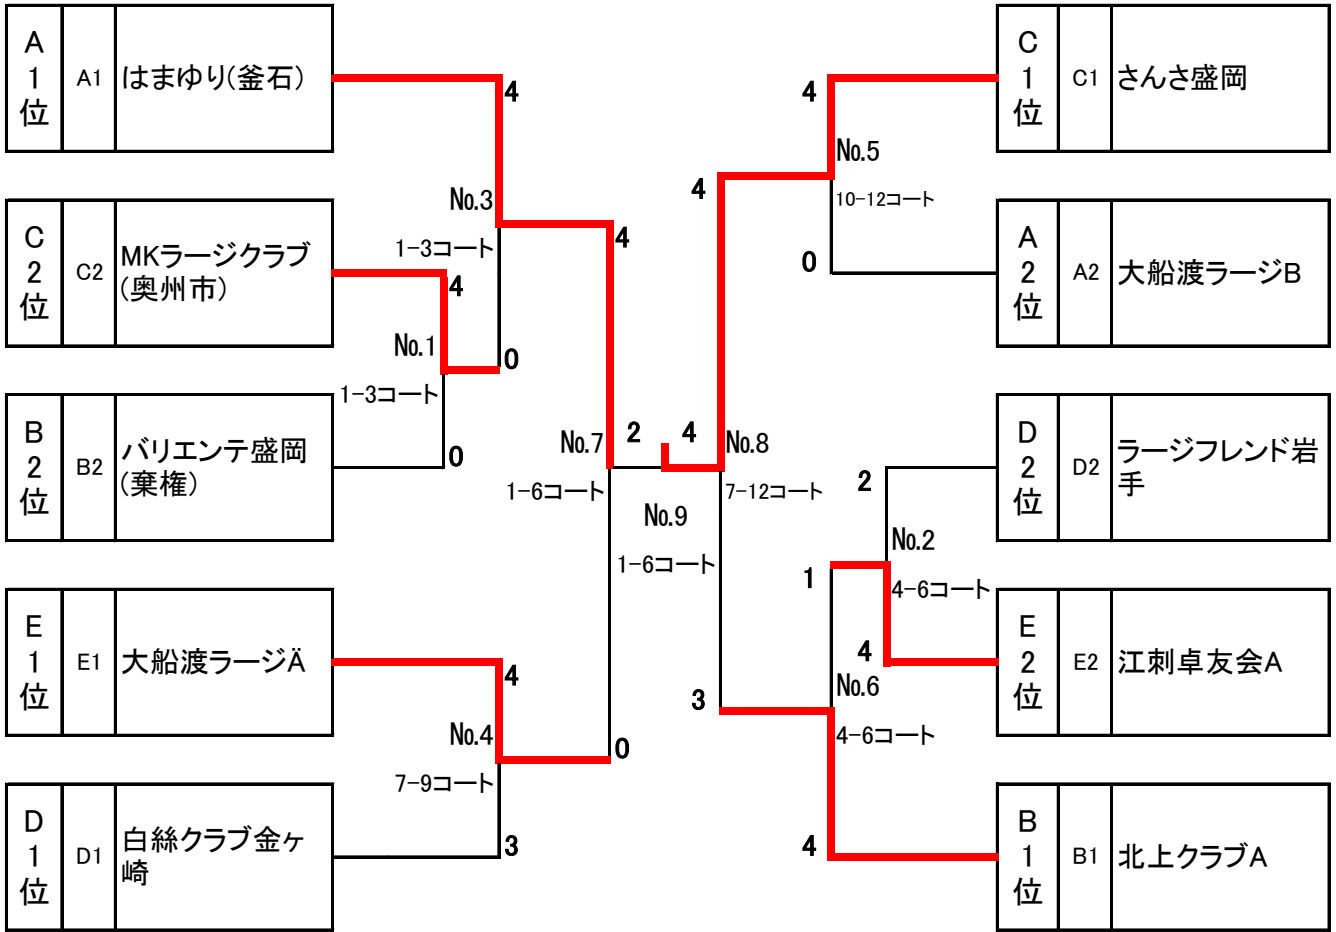 A
1
位
A1
はまゆり(釜石)
C
2
位
C2
MKラージクラブ
(奥州市)
B
2
位
B2
バリエンテ盛岡
(棄権)
E
1
位
E1
大船渡ラージÄ
D
1
位
D1
白絲クラブ金ヶ
崎
4
No.3
1-3コート
4
No.1
0
1-3コート
0
4
No.7
2
1-6コート
4
No.4
0
7-9コート
3
No.9
1-6コート
4
No.8
7-12コート
4
4
No.5
10-12コート
0
2
No.2
1
4-6コート
4
No.6
3
4-6コート
4
C
1
位
C1
さんさ盛岡
A
2
位
A2
大船渡ラージB
D
2
位
D2
ラージフレンド岩
手
E
2
位
E2
江刺卓友会A
B
1
位
B1
北上クラブA